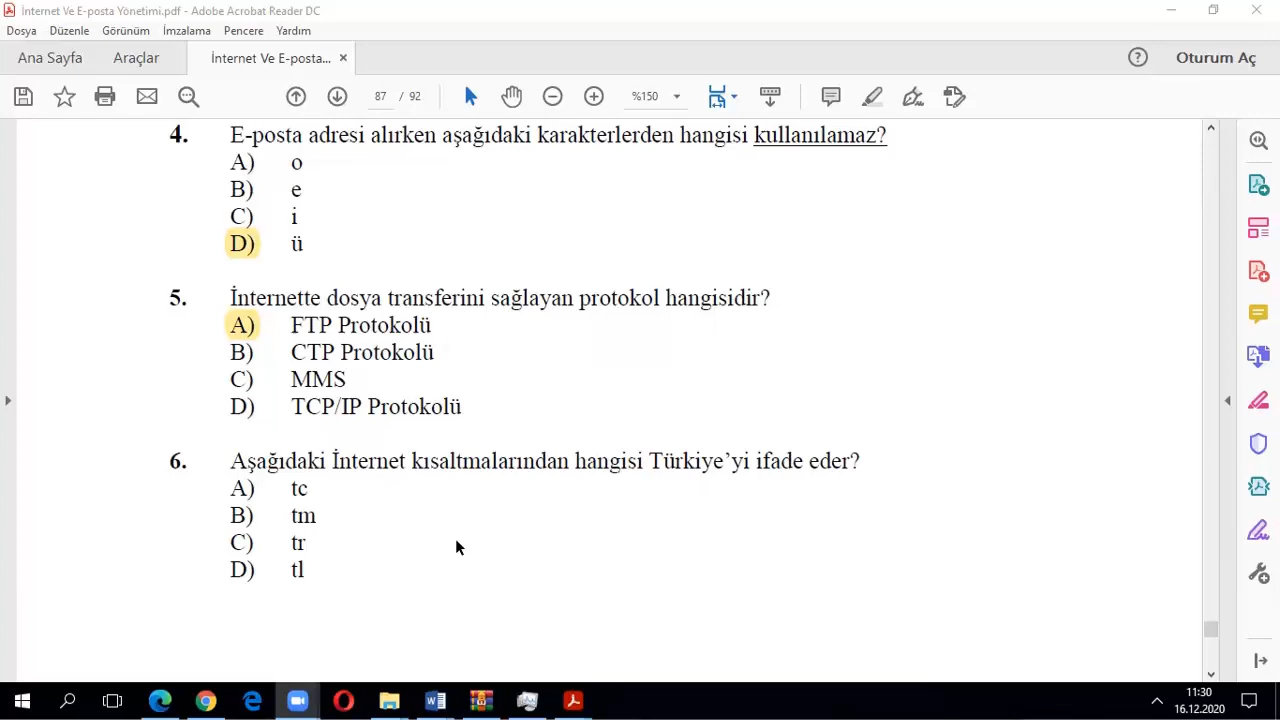 İnternet Ve E-posta Yönetimi.pdf - Adobe Acrobat Reader DC
Dosya Düzenle Görünüm İmzalama Pencere Yardım
Ana Sayfa Araçlar İnternet Ve E-posta... × ? Oturum Aç
87 / 92 %150
4. E-posta adresi alırken aşağıdaki karakterlerden hangisi kullanılamaz?
A) o
B) e
C) i
D) ü
5. İnternette dosya transferini sağlayan protokol hangisidir?
A) FTP Protokolü
B) CTP Protokolü
C) MMS
D) TCP/IP Protokolü
6. Aşağıdaki İnternet kısaltmalarından hangisi Türkiye’yi ifade eder?
A) tc
B) tm
C) tr
D) tl
11:30
16.12.2020